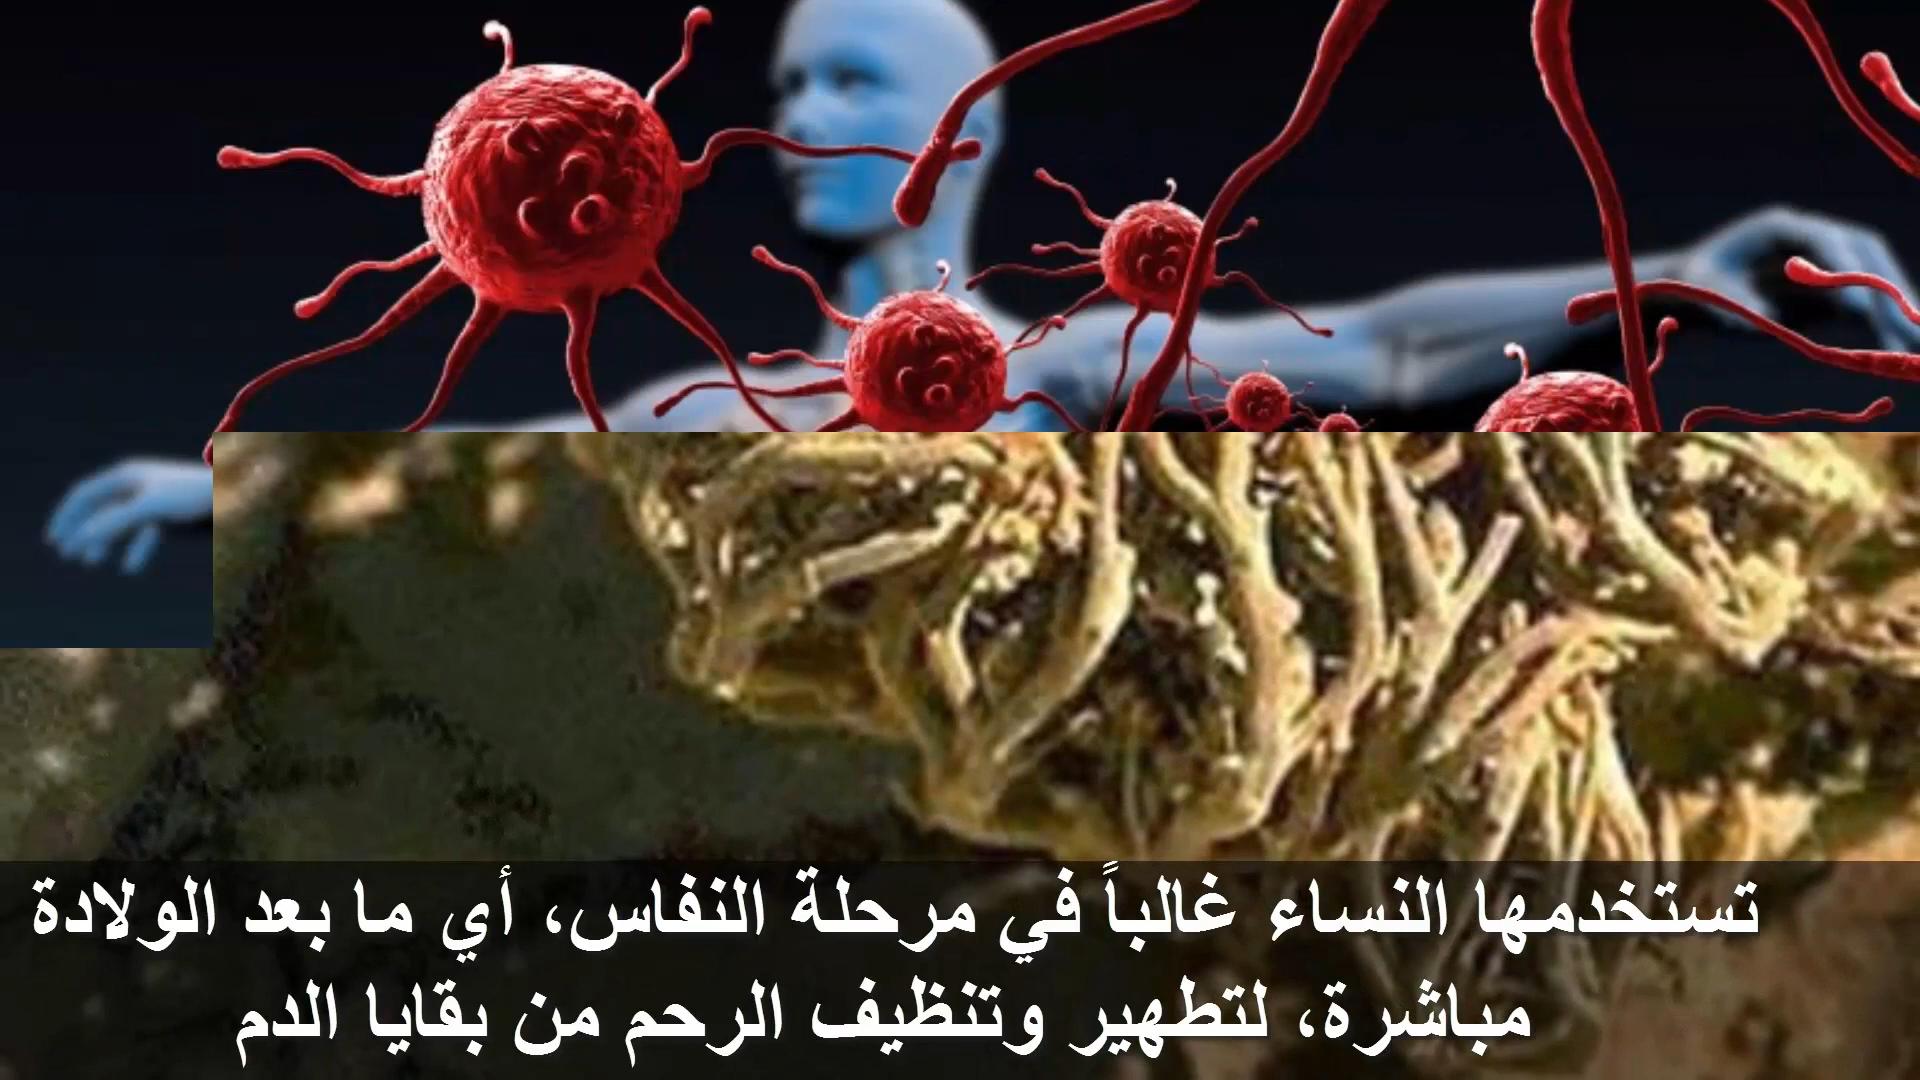 تستخدمها النساء غالباً في مرحلة النفاس، أي ما بعد الولادة
مباشرة، لتطهير وتنظيف الرحم من بقايا الدم